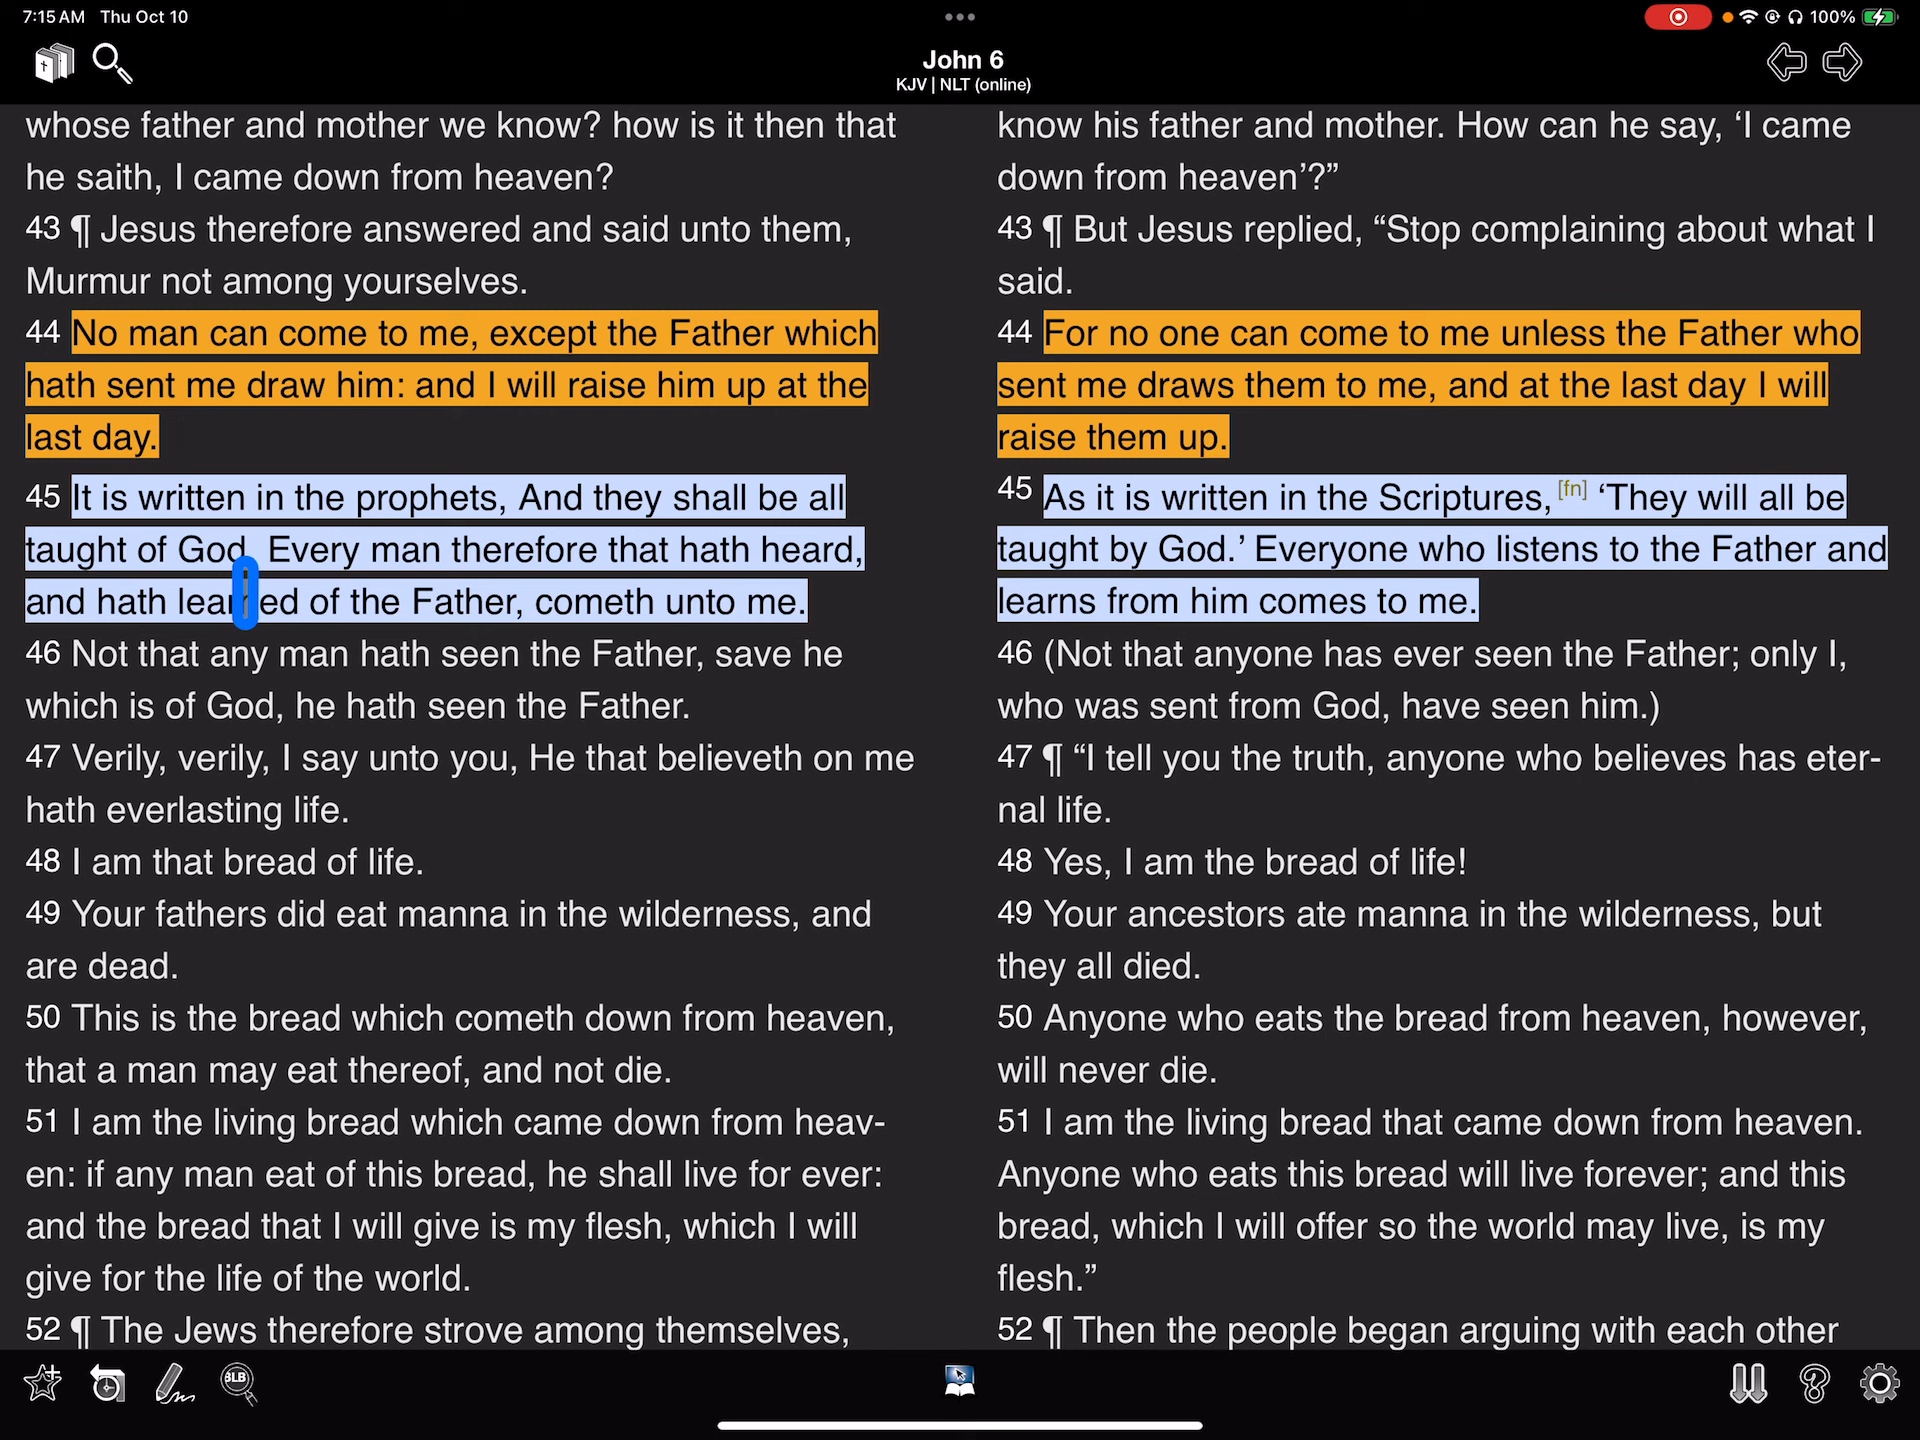 7:15 AM Thu Oct 10
100%
John 6
KJV | NLT (online)
whose father and mother we know? how is it then that
he saith, I came down from heaven?
43 ¶ Jesus therefore answered and said unto them,
Murmur not among yourselves.
44 No man can come to me, except the Father which
hath sent me draw him: and I will raise him up at the
last day.
45 It is written in the prophets, And they shall be all
taught of God. Every man therefore that hath heard,
and hath learned of the Father, cometh unto me.
46 Not that any man hath seen the Father, save he
which is of God, he hath seen the Father.
47 Verily, verily, I say unto you, He that believeth on me
hath everlasting life.
48 I am that bread of life.
49 Your fathers did eat manna in the wilderness, and
are dead.
50 This is the bread which cometh down from heaven,
that a man may eat thereof, and not die.
51 I am the living bread which came down from heav-
en: if any man eat of this bread, he shall live for ever:
and the bread that I will give is my flesh, which I will
give for the life of the world.
52 ¶ The Jews therefore strove among themselves,
know his father and mother. How can he say, ‘I came
down from heaven’?”
43 ¶ But Jesus replied, “Stop complaining about what I
said.
44 For no one can come to me unless the Father who
sent me draws them to me, and at the last day I will
raise them up.
45 As it is written in the Scriptures,[fn] ‘They will all be
taught by God.’ Everyone who listens to the Father and
learns from him comes to me.
46 (Not that anyone has ever seen the Father; only I,
who was sent from God, have seen him.)
47 ¶ “I tell you the truth, anyone who believes has eter-
nal life.
48 Yes, I am the bread of life!
49 Your ancestors ate manna in the wilderness, but
they all died.
50 Anyone who eats the bread from heaven, however,
will never die.
51 I am the living bread that came down from heaven.
Anyone who eats this bread will live forever; and this
bread, which I will offer so the world may live, is my
flesh.”
52 ¶ Then the people began arguing with each other
BLB